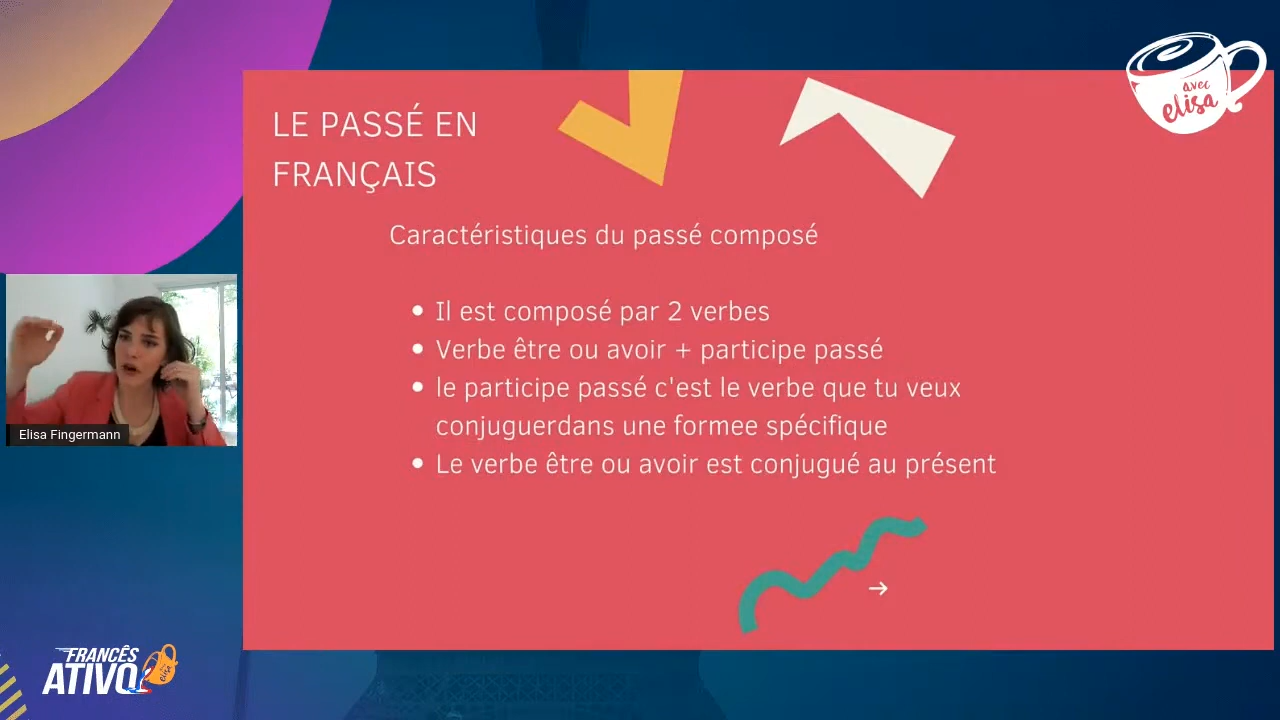 avec
elisa
LE PASSÉ EN
FRANÇAIS
Caractéristiques du passé composé
Il est composé par 2 verbes
Verbe être ou avoir + participe passé
le participe passé c'est le verbe que tu veux
conjuguerdans une formee spécifique
Le verbe être ou avoir est conjugué au présent
Elisa Fingermann
FRANCÊS
ATIVO
elisa